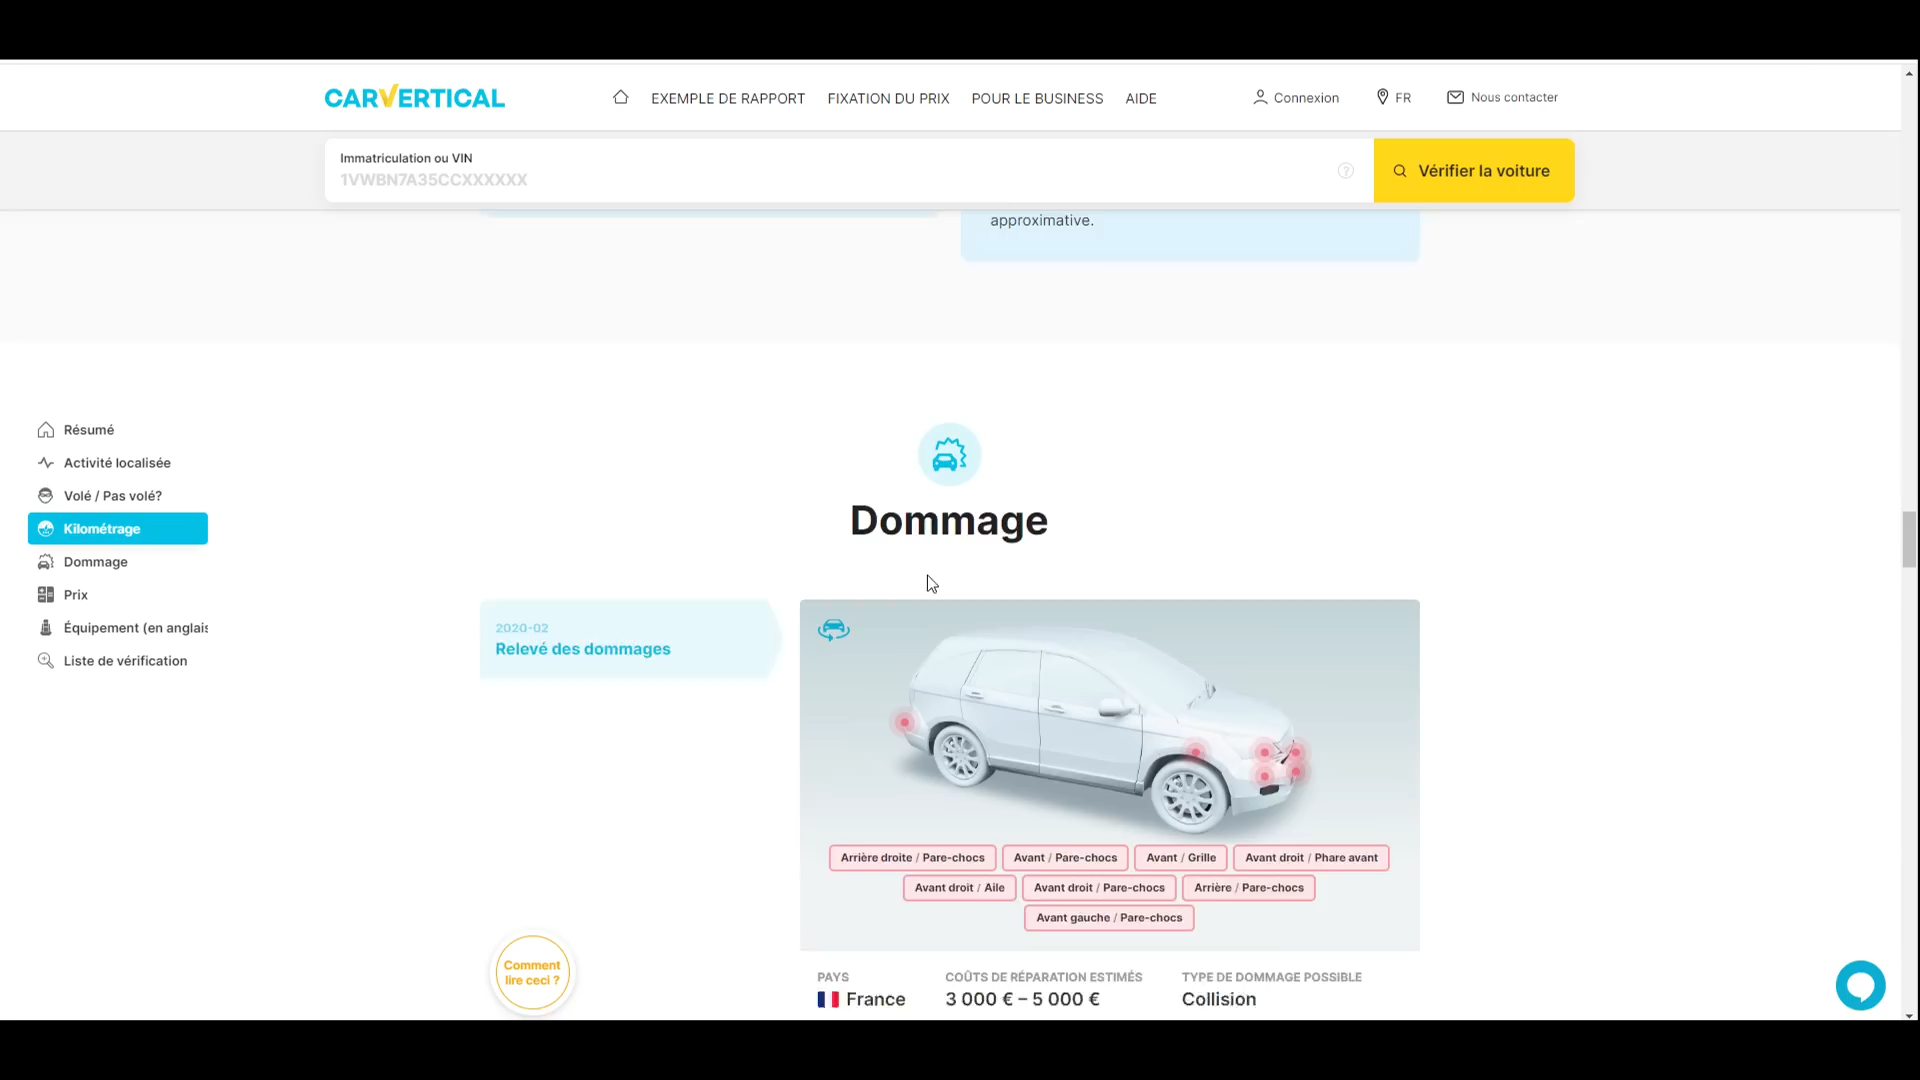 CARVERTICAL
EXEMPLE DE RAPPORT
FIXATION DU PRIX
POUR LE BUSINESS
AIDE
Connexion
FR
Nous contacter
Immatriculation ou VIN
1VWBN7A35CCXXXXXX
?
Vérifier la voiture
approximative.
Résumé
Activité localisée
Volé / Pas volé?
Kilométrage
Dommage
Prix
Équipement (en anglais
Liste de vérification
Dommage
2020-02
Relevé des dommages
Arrière droite / Pare-chocs
Avant / Pare-chocs
Avant / Grille
Avant droit / Phare avant
Avant droit / Aile
Avant droit / Pare-chocs
Arrière / Pare-chocs
Avant gauche / Pare-chocs
Comment
lire ceci ?
PAYS
France
COÛTS DE RÉPARATION ESTIMÉS
3 000 € – 5 000 €
TYPE DE DOMMAGE POSSIBLE
Collision